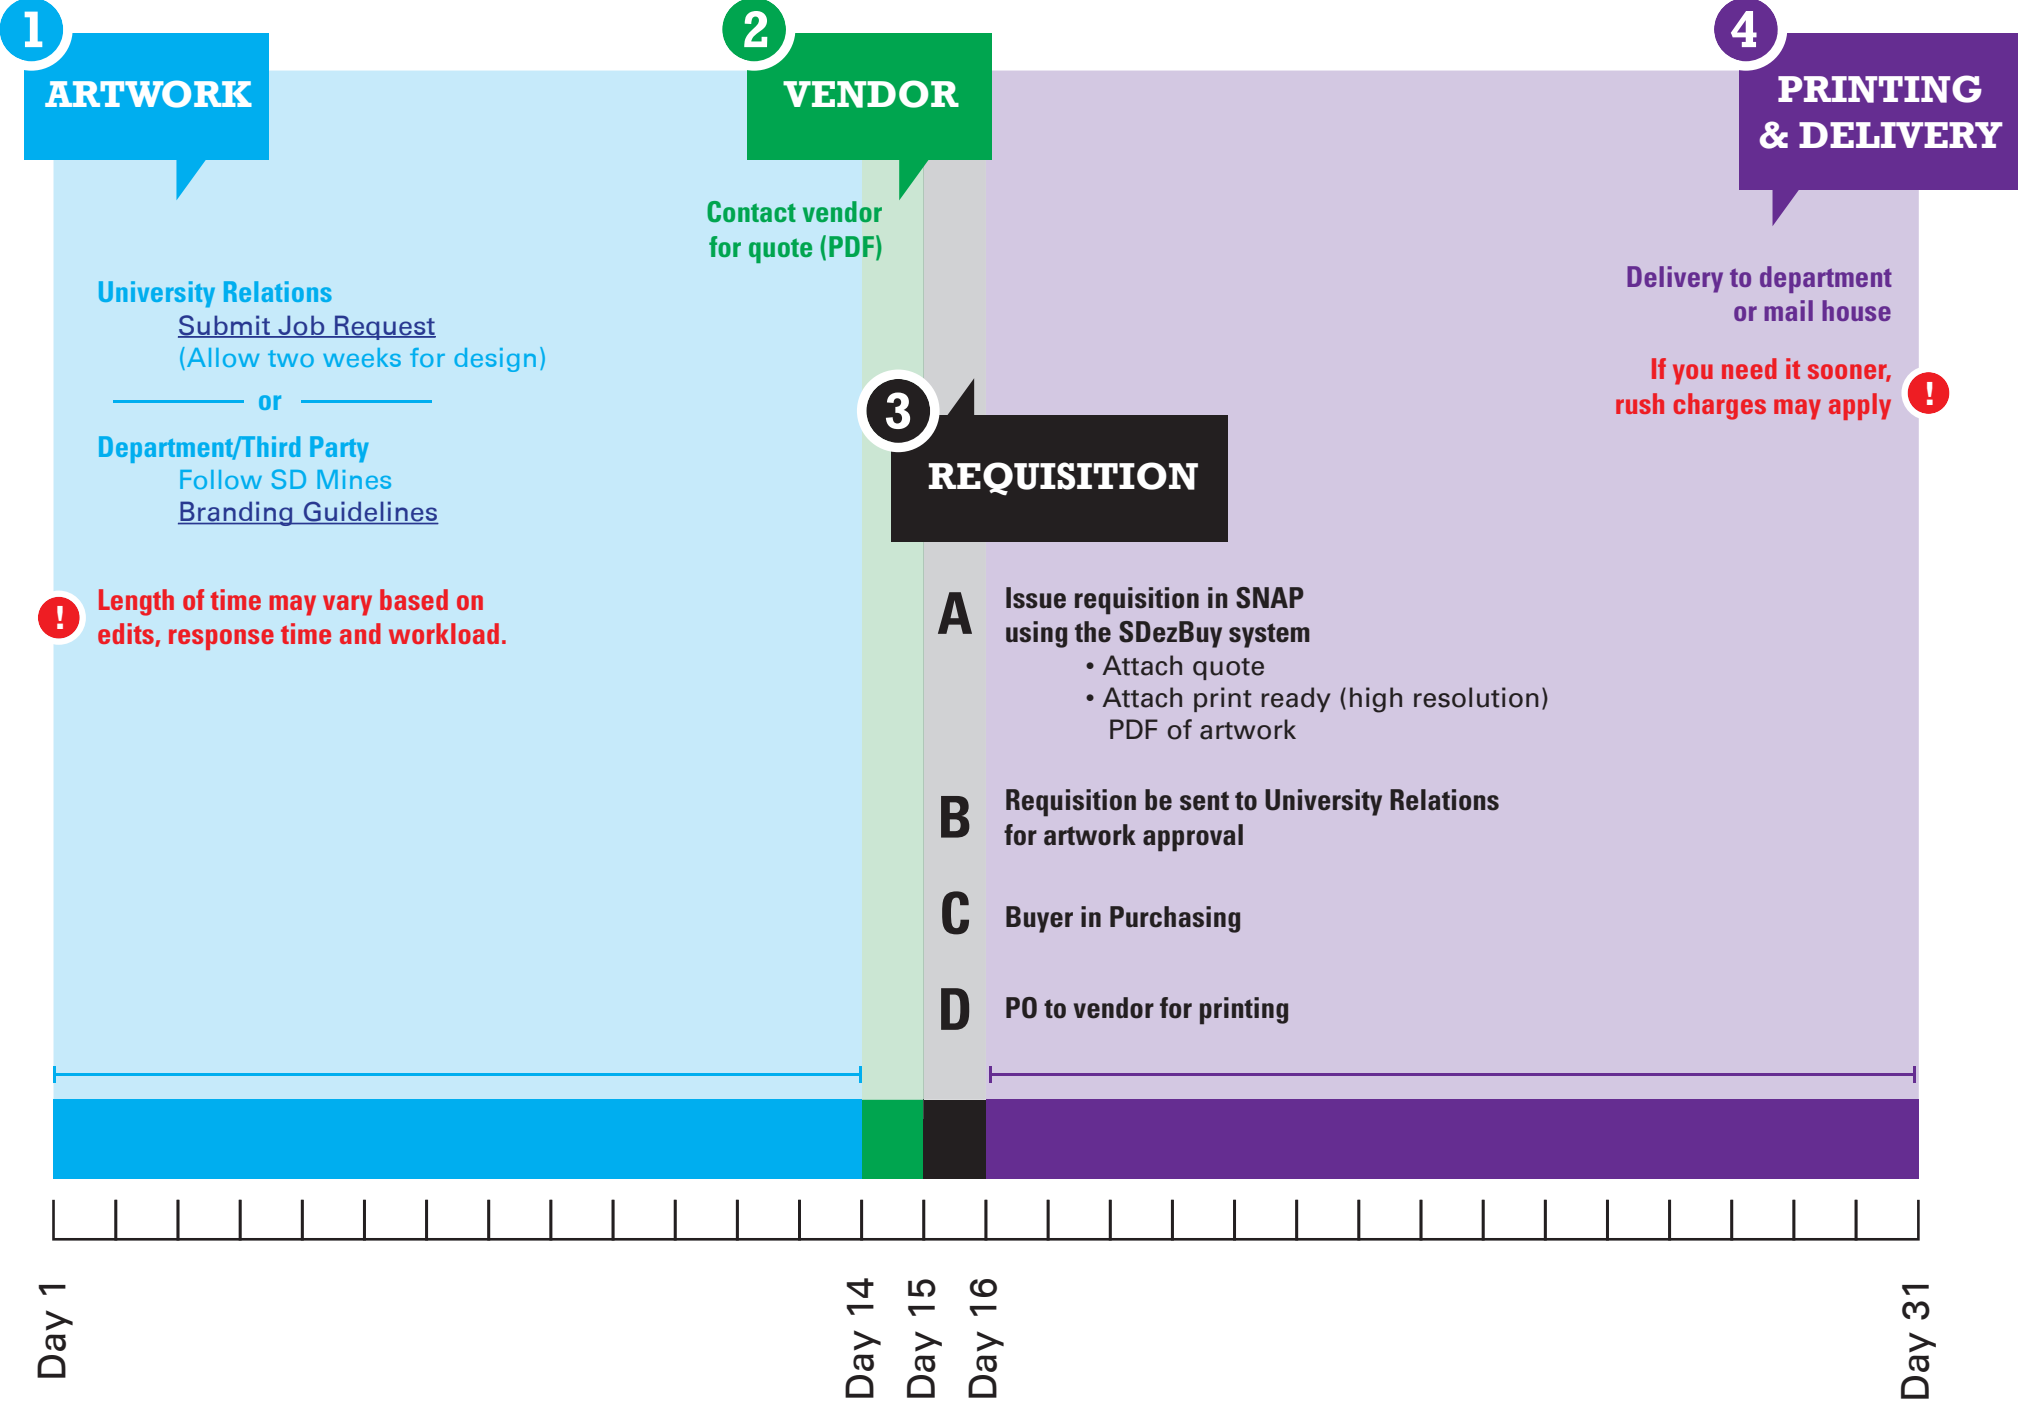 1
ARTWORK
University Relations
Submit Job Request
(Allow two weeks for design)
or
Department/Third Party
Follow SD Mines
Branding Guidelines
!
Length of time may vary based on
edits, response time and workload.
2
VENDOR
Contact vendor
for quote (PDF)
3
REQUISITION
A
Issue requisition in SNAP
using the SDezBuy system
• Attach quote
• Attach print ready (high resolution)
PDF of artwork
B
Requisition be sent to University Relations
for artwork approval
C
Buyer in Purchasing
D
PO to vendor for printing
4
PRINTING
& DELIVERY
Delivery to department
or mail house
If you need it sooner,
rush charges may apply
!
Day 1
Day 14
Day 15
Day 16
Day 31